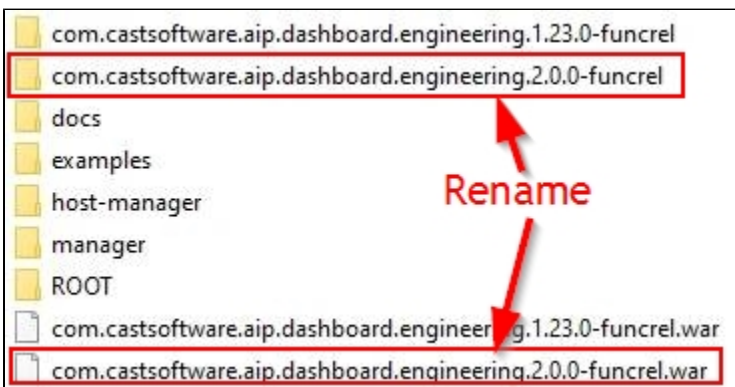 com.castsoftware.aip.dashboard.engineering.1.23.0-funcrel
com.castsoftware.aip.dashboard.engineering.2.0.0-funcrel
docs
examples
host-manager
Rename
manager
ROOT
com.castsoftware.aip.dashboard.engineering.1.23.0-funcrel.war
com.castsoftware.aip.dashboard.engineering.2.0.0-funcrel.war